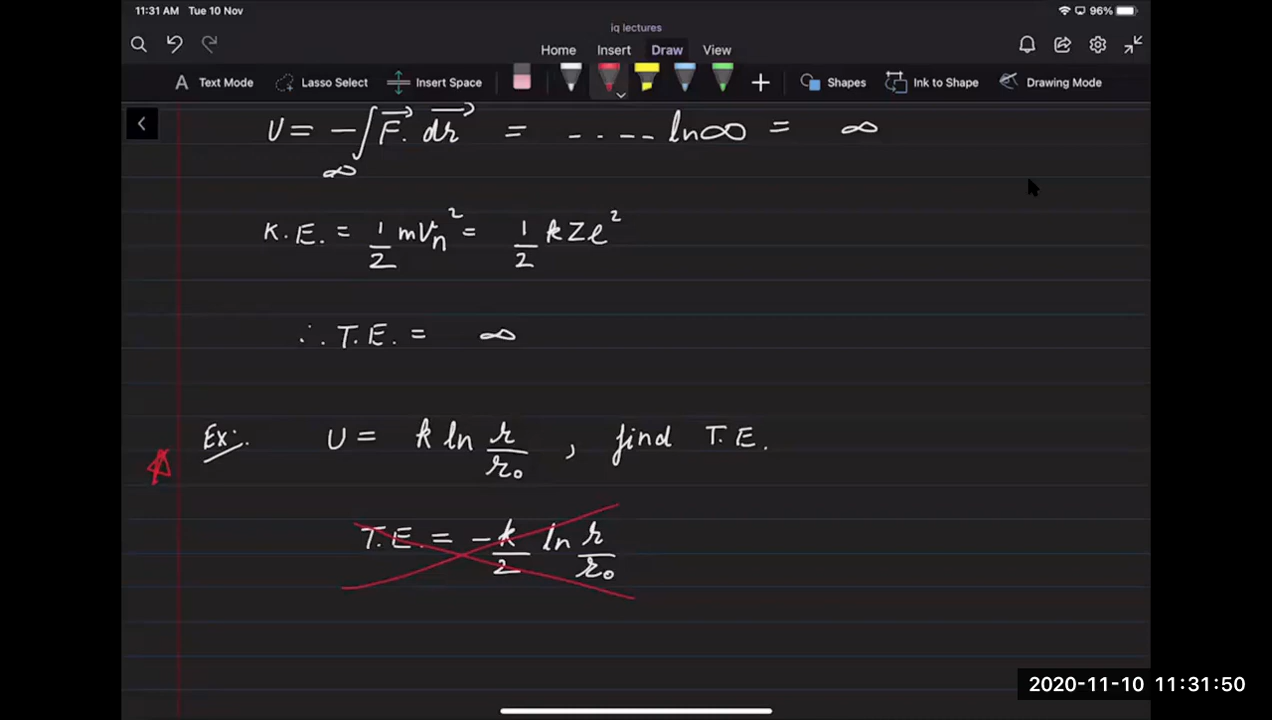 11:31 AM Tue 10 Nov
96%
iq lectures
Home Insert Draw View
Text Mode Lasso Select Insert Space Shapes Ink to Shape Drawing Mode
U = -∫∞ F⃗. dr⃗ = - - - - ln∞ = ∞
K.E. = 1/2 mVn² = 1/2 kZe²
∴ T.E. = ∞
Ex:. U = k ln r/r₀ , find T.E.
T.E. = -k/2 ln r/r₀
2020-11-10 11:31:50